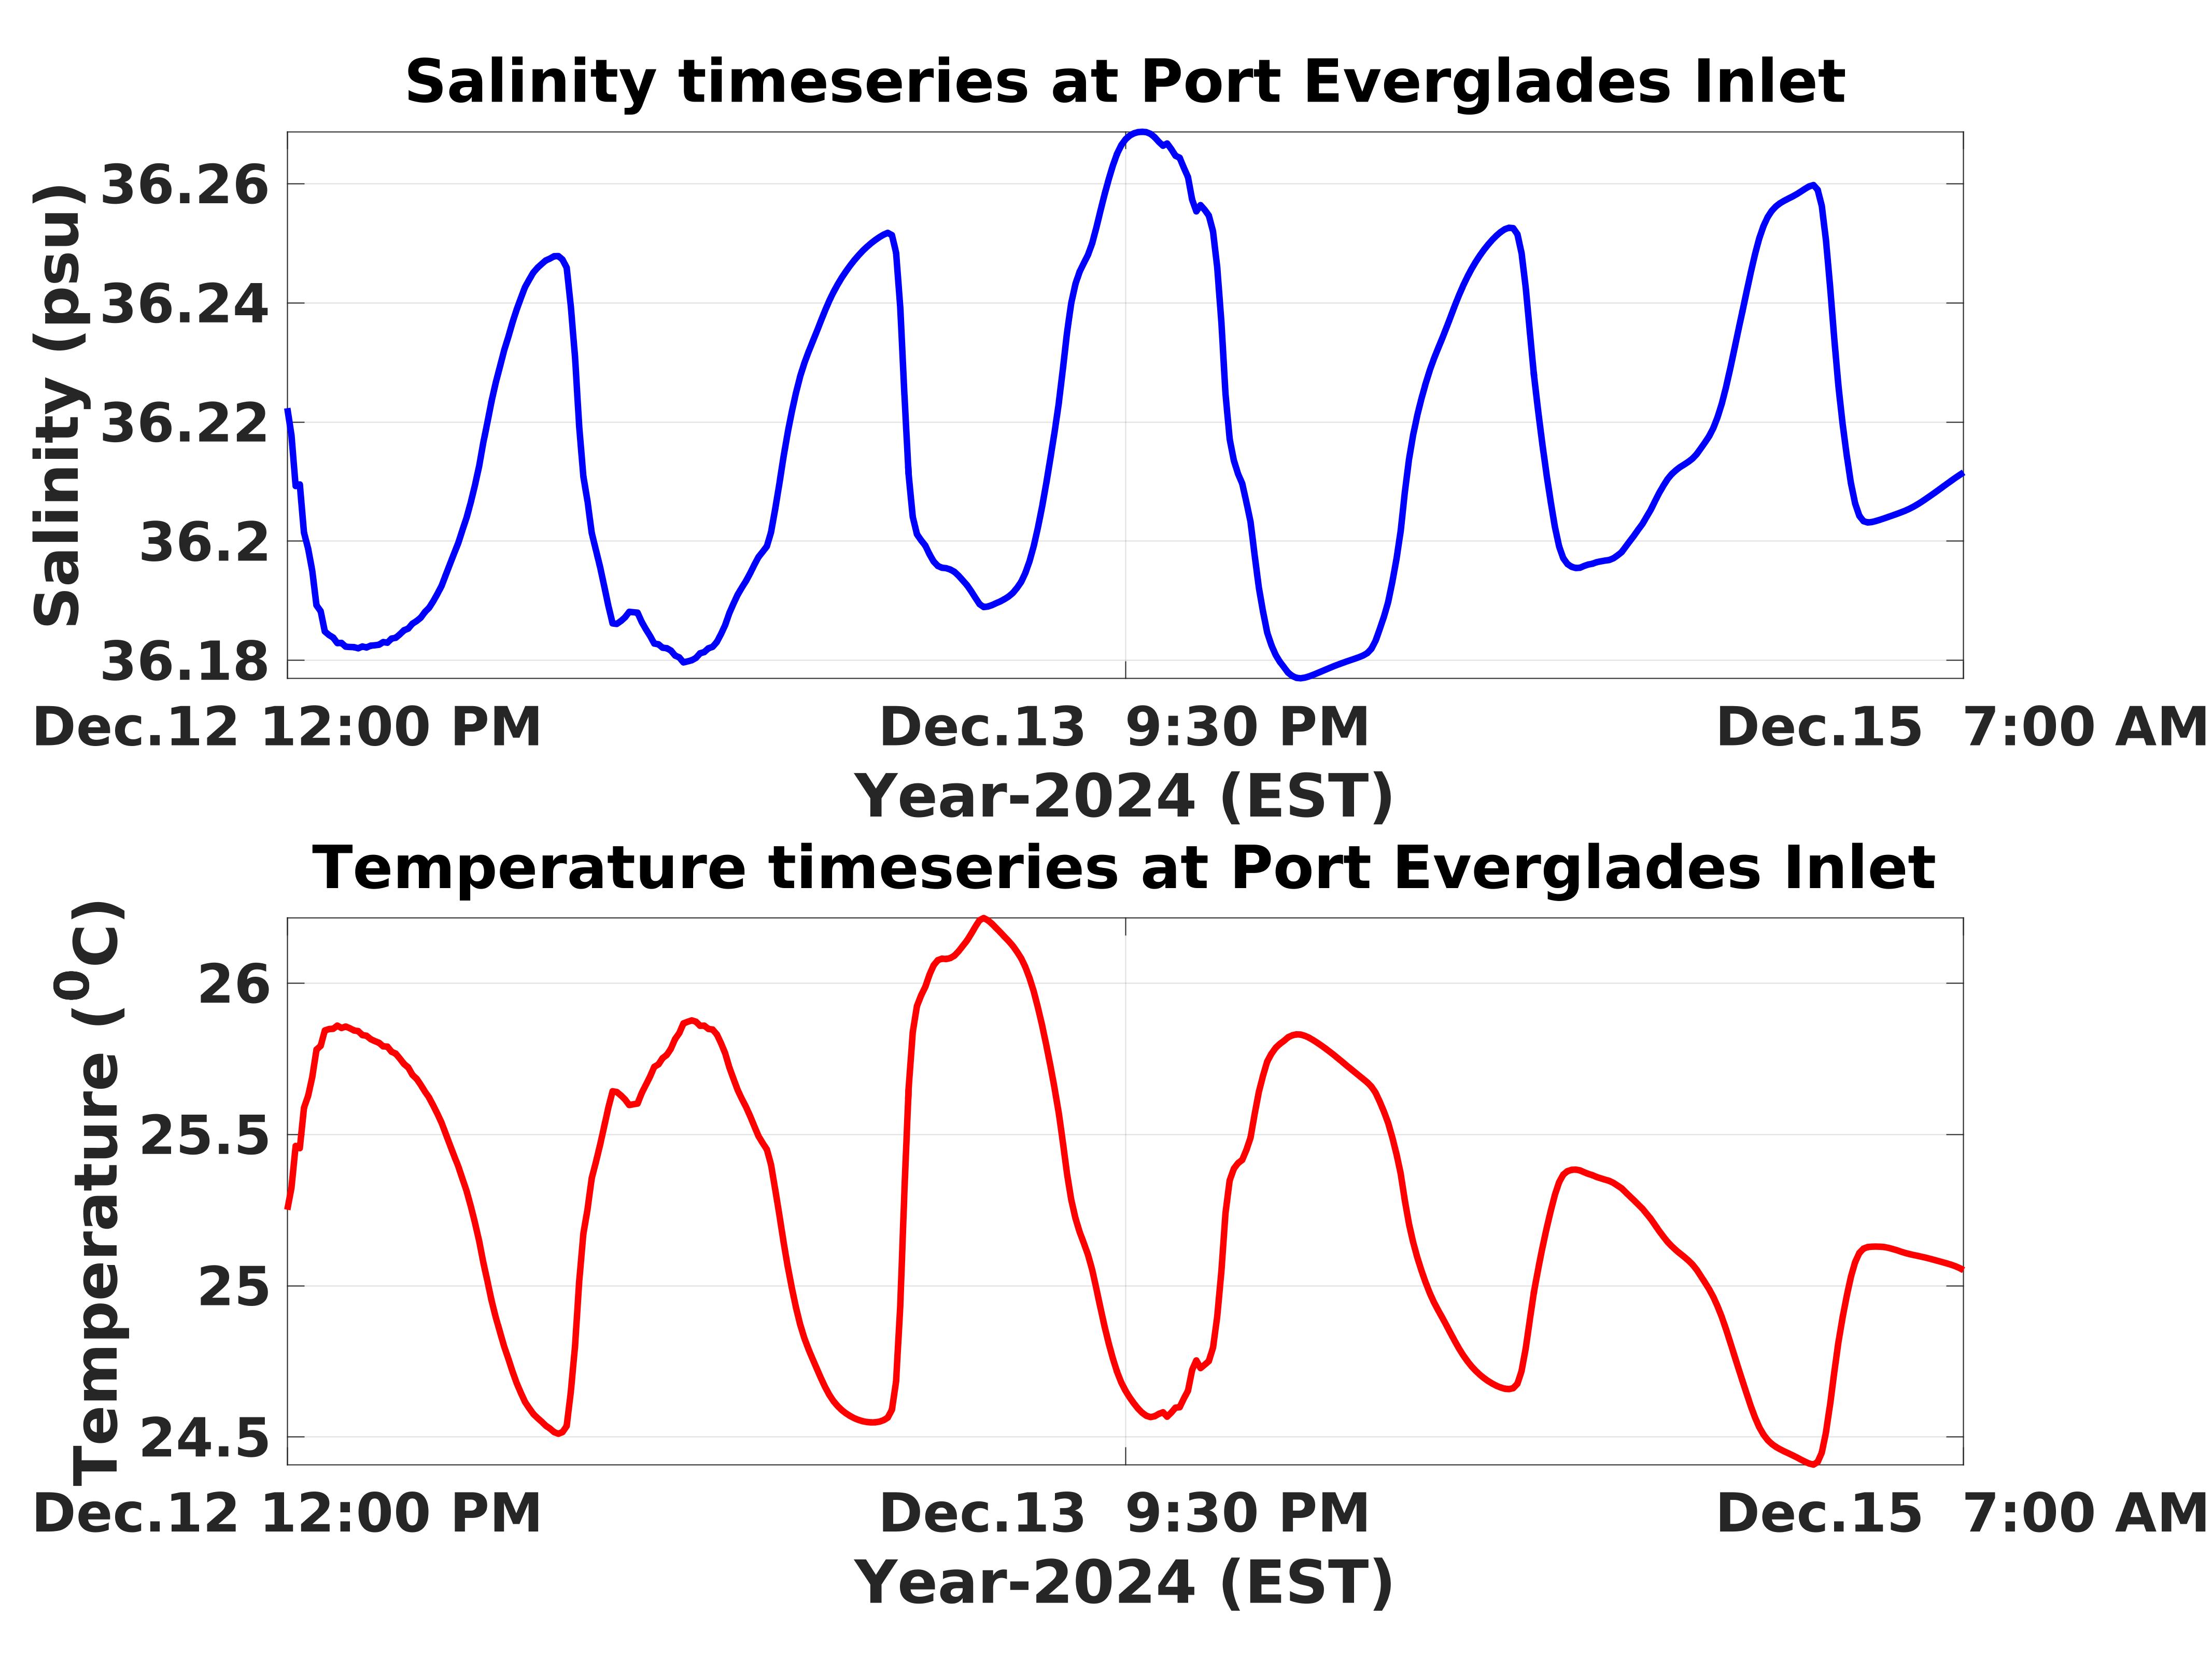 Salinity timeseries at Port Everglades Inlet
Salinity (psu)
36.26
36.24
36.22
36.2
36.18
Dec.12 12:00 PM Dec.13 9:30 PM Dec.15 7:00 AM
Year-2024 (EST)
Temperature timeseries at Port Everglades Inlet
Temperature (⁰C)
26
25.5
25
24.5
Dec.12 12:00 PM Dec.13 9:30 PM Dec.15 7:00 AM
Year-2024 (EST)